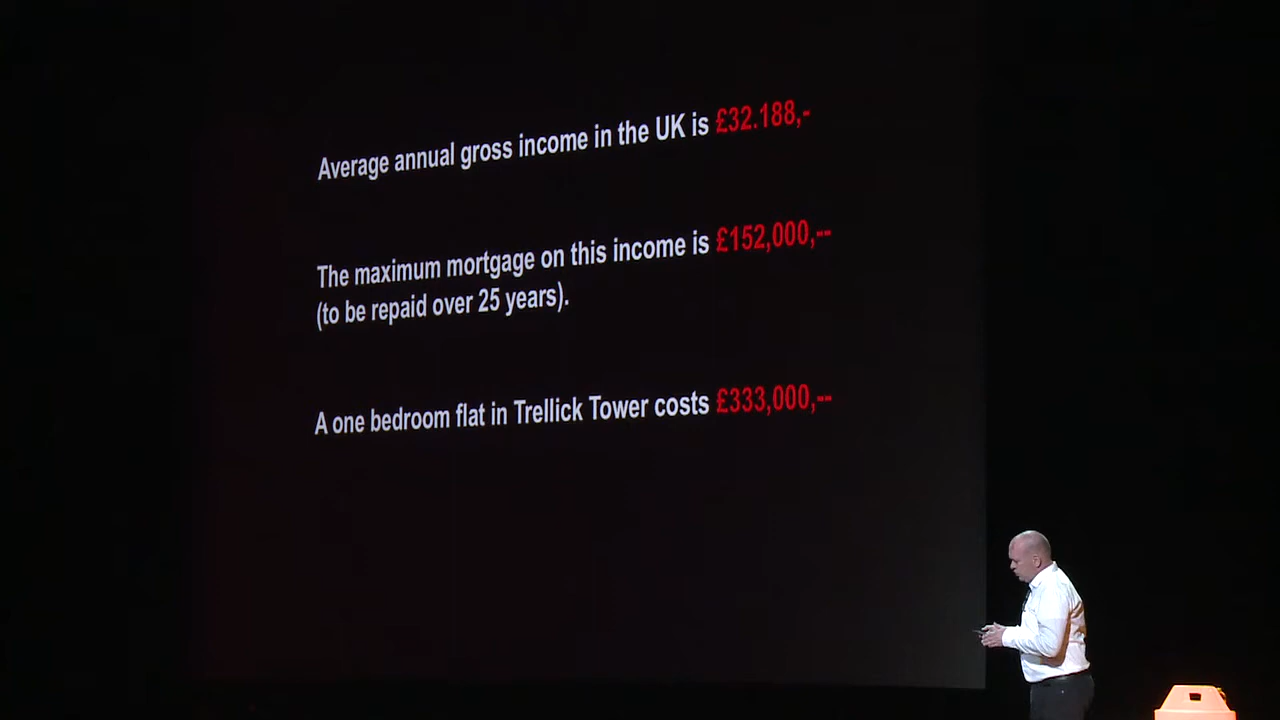 Average annual gross income in the UK is £32.188,-
The maximum mortgage on this income is £152,000,--
(to be repaid over 25 years).
A one bedroom flat in Trellick Tower costs £333,000,--